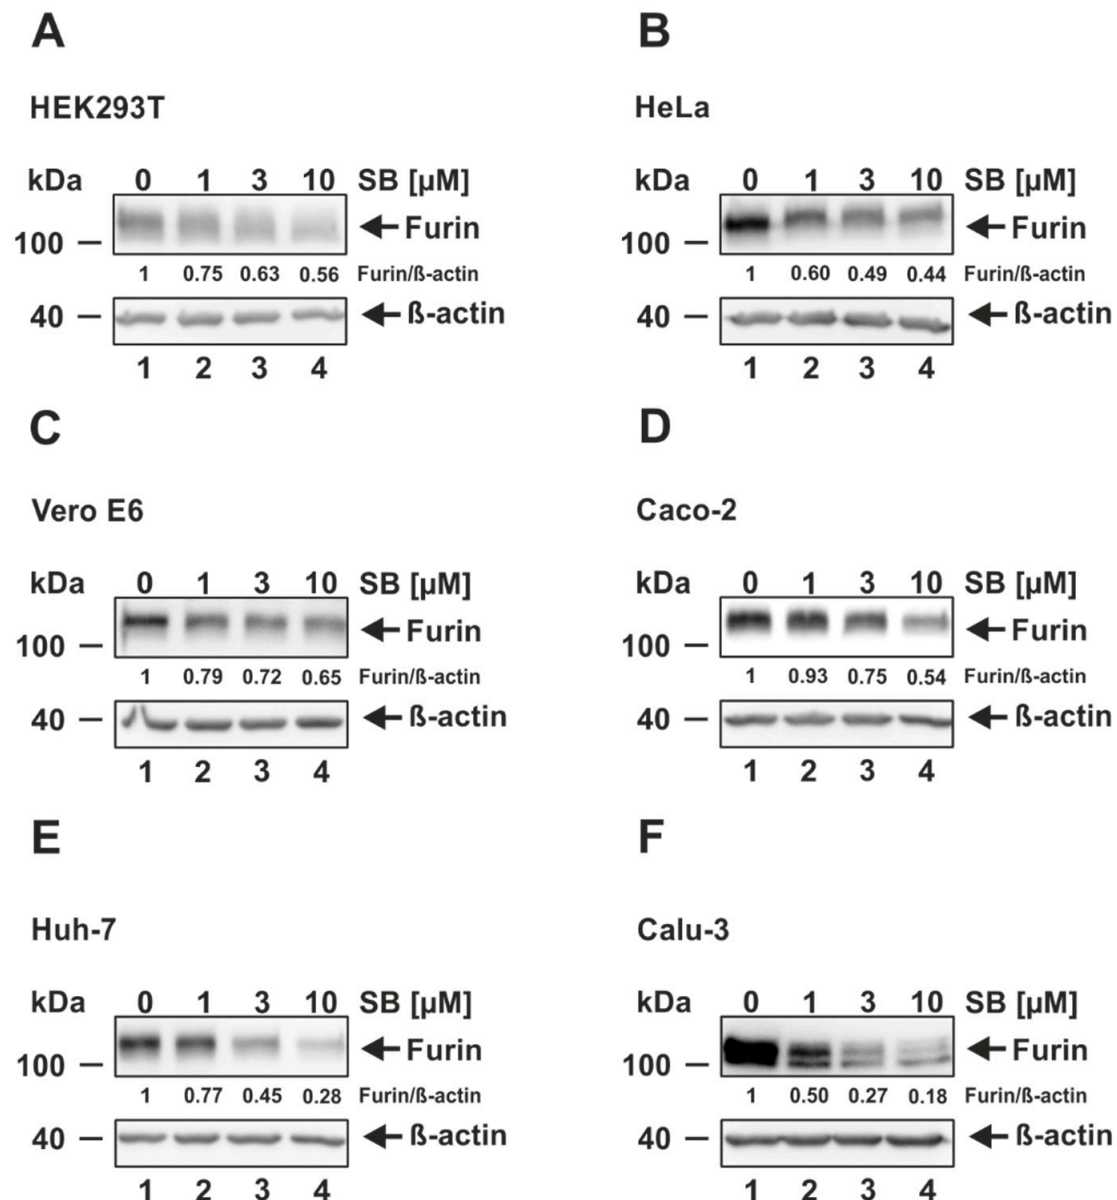 A
HEK293T
kDa 0 1 3 10 SB [µM]
100 Furin
1 0.75 0.63 0.56 Furin/ß-actin
40 ß-actin
1 2 3 4
B
HeLa
kDa 0 1 3 10 SB [µM]
100 Furin
1 0.60 0.49 0.44 Furin/ß-actin
40 ß-actin
1 2 3 4
C
Vero E6
kDa 0 1 3 10 SB [µM]
100 Furin
1 0.79 0.72 0.65 Furin/ß-actin
40 ß-actin
1 2 3 4
D
Caco-2
kDa 0 1 3 10 SB [µM]
100 Furin
1 0.93 0.75 0.54 Furin/ß-actin
40 ß-actin
1 2 3 4
E
Huh-7
kDa 0 1 3 10 SB [µM]
100 Furin
1 0.77 0.45 0.28 Furin/ß-actin
40 ß-actin
1 2 3 4
F
Calu-3
kDa 0 1 3 10 SB [µM]
100 Furin
1 0.50 0.27 0.18 Furin/ß-actin
40 ß-actin
1 2 3 4